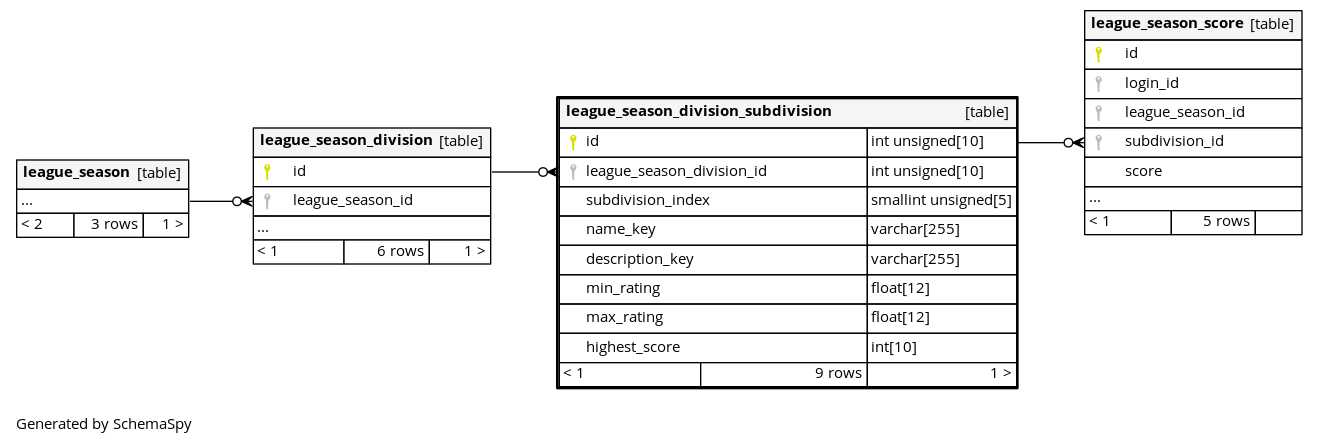 league_season [table]
...
< 2 3 rows 1 >
league_season_division [table]
id
league_season_id
...
< 1 6 rows 1 >
league_season_division_subdivision [table]
id int unsigned[10]
league_season_division_id int unsigned[10]
subdivision_index smallint unsigned[5]
name_key varchar[255]
description_key varchar[255]
min_rating float[12]
max_rating float[12]
highest_score int[10]
< 1 9 rows 1 >
league_season_score [table]
id
login_id
league_season_id
subdivision_id
score
...
< 1 5 rows
Generated by SchemaSpy